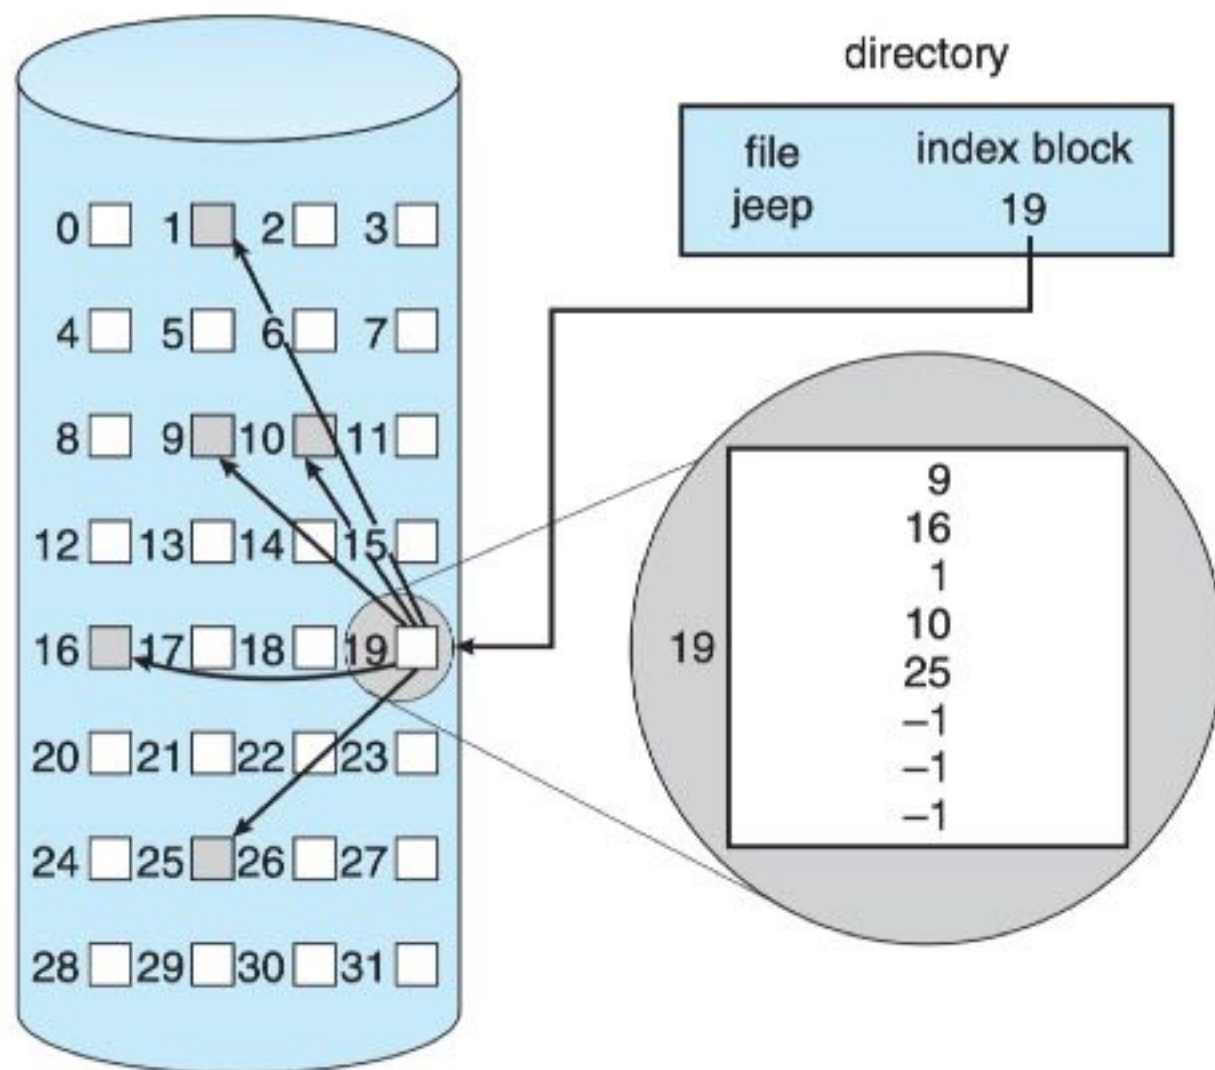 directory
file index block
jeep 19
0 1 2 3
4 5 6 7
8 9 10 11
12 13 14 15
16 17 18 19
20 21 22 23
24 25 26 27
28 29 30 31
19
9
16
1
10
25
–1
–1
–1